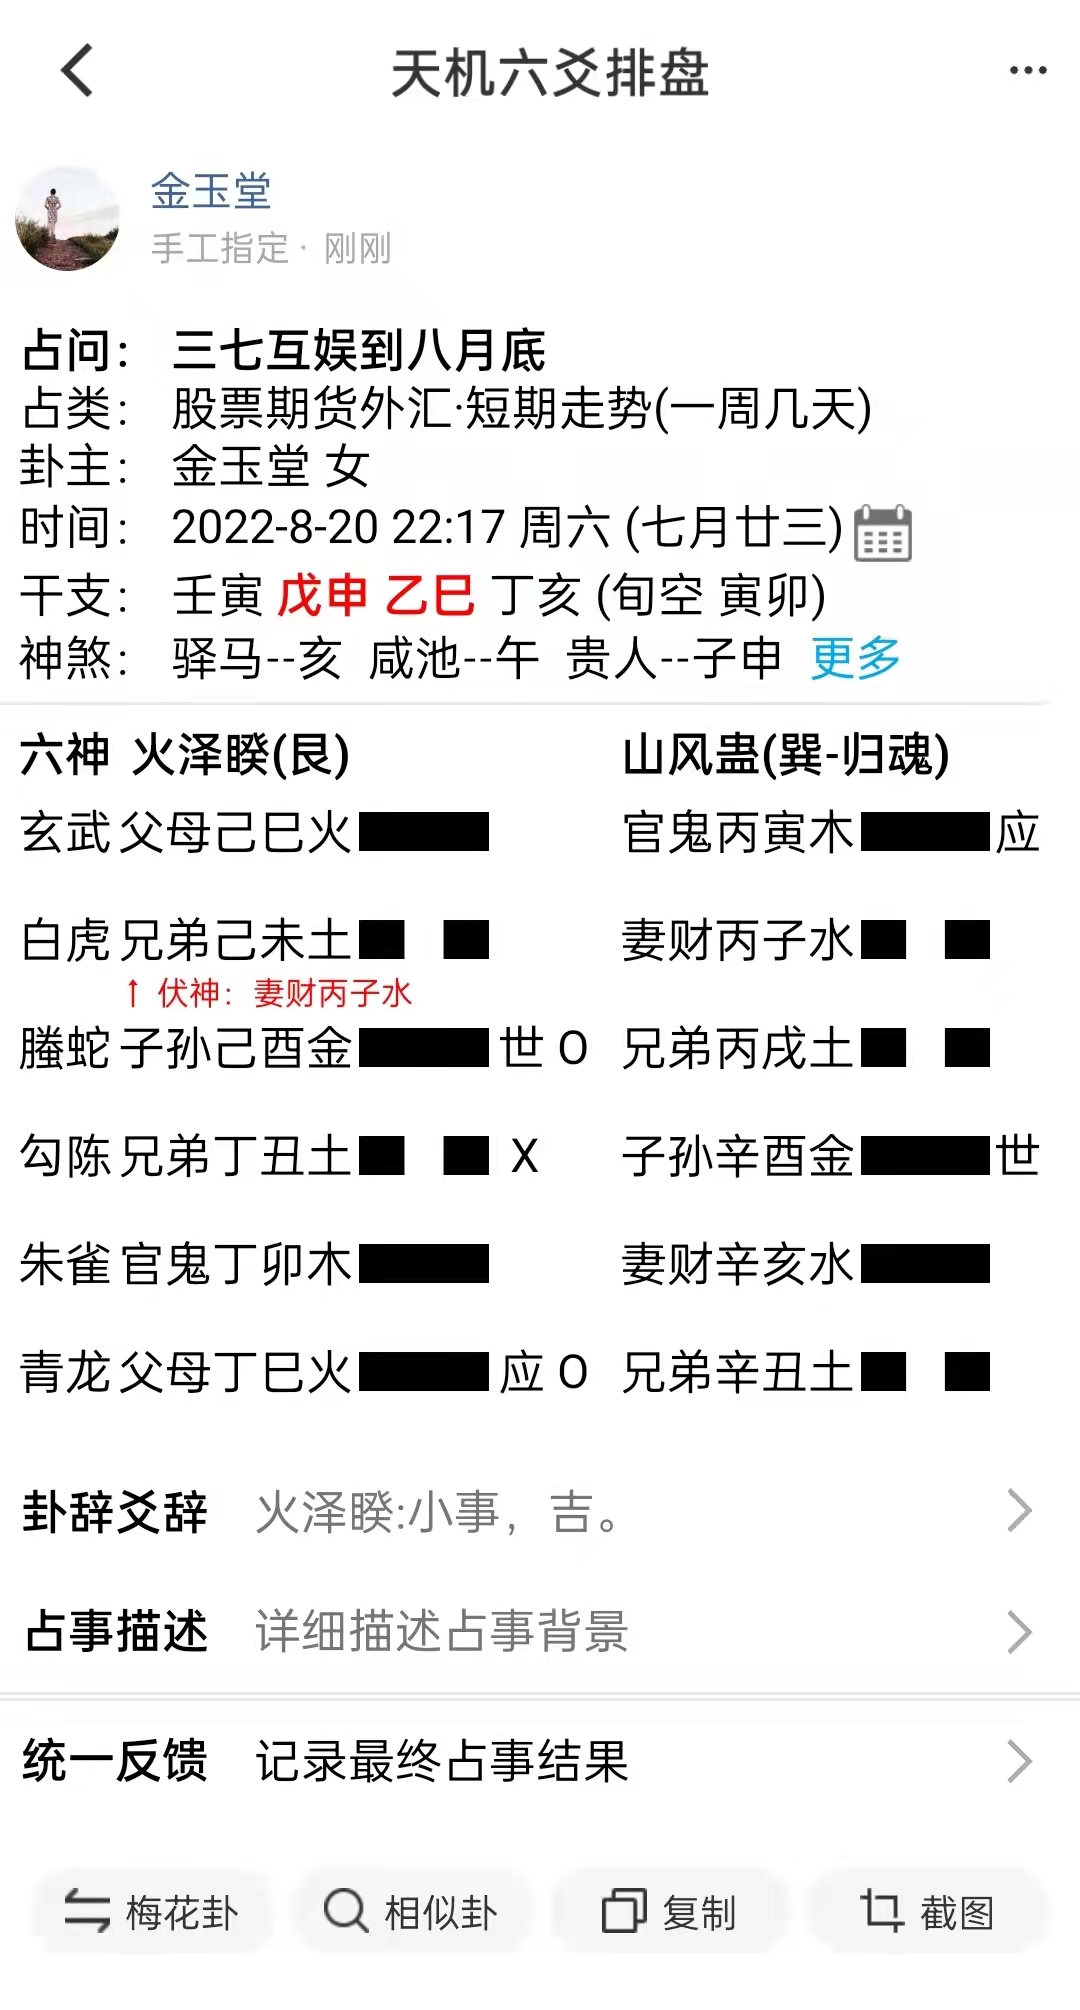 天机六爻排盘
金玉堂
手工指定· 刚刚
占问: 三七互娱到八月底
占类: 股票期货外汇·短期走势(一周几天)
卦主: 金玉堂 女
时间: 2022-8-20 22:17 周六 (七月廿三)
干支: 壬寅 戊申 乙巳 丁亥 (旬空 寅卯)
神煞: 驿马--亥 咸池--午 贵人--子申 更多
六神 火泽睽(艮) 山风蛊(巽-归魂)
玄武 父母己巳火 官鬼丙寅木 应
白虎 兄弟己未土 妻财丙子水
↑ 伏神: 妻财丙子水
螣蛇 子孙己酉金 世 O 兄弟丙戌土
勾陈 兄弟丁丑土 X 子孙辛酉金 世
朱雀 官鬼丁卯木 妻财辛亥水
青龙 父母丁巳火 应 O 兄弟辛丑土
卦辞爻辞 火泽睽:小事，吉。
占事描述 详细描述占事背景
统一反馈 记录最终占事结果
梅花卦 相似卦 复制 截图